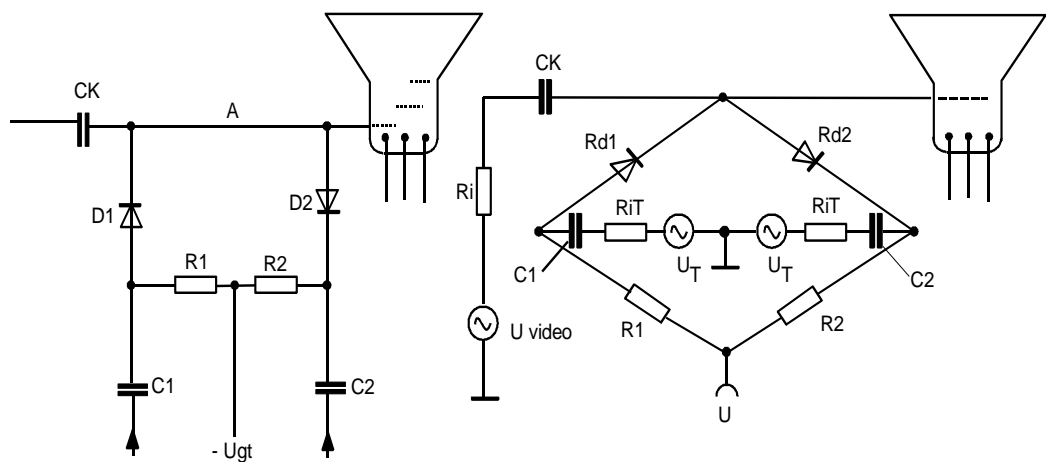 CK
A
D1
D2
R1
R2
C1
C2
- Ugt
CK
Rd1
Rd2
Ri
RiT
RiT
C1
U T
U T
C2
R1
R2
U video
U